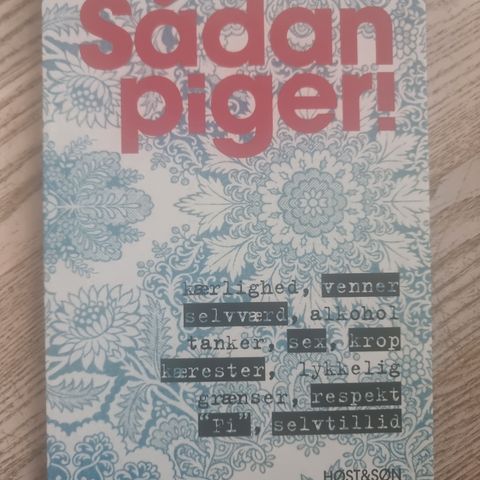 Sådan
piger!
kærlighed, venner
selvværd, alkohol
tanker, sex, krop
kærester, lykkelig
grænser, respekt
"Pi", selvtillid
HØST&SØN